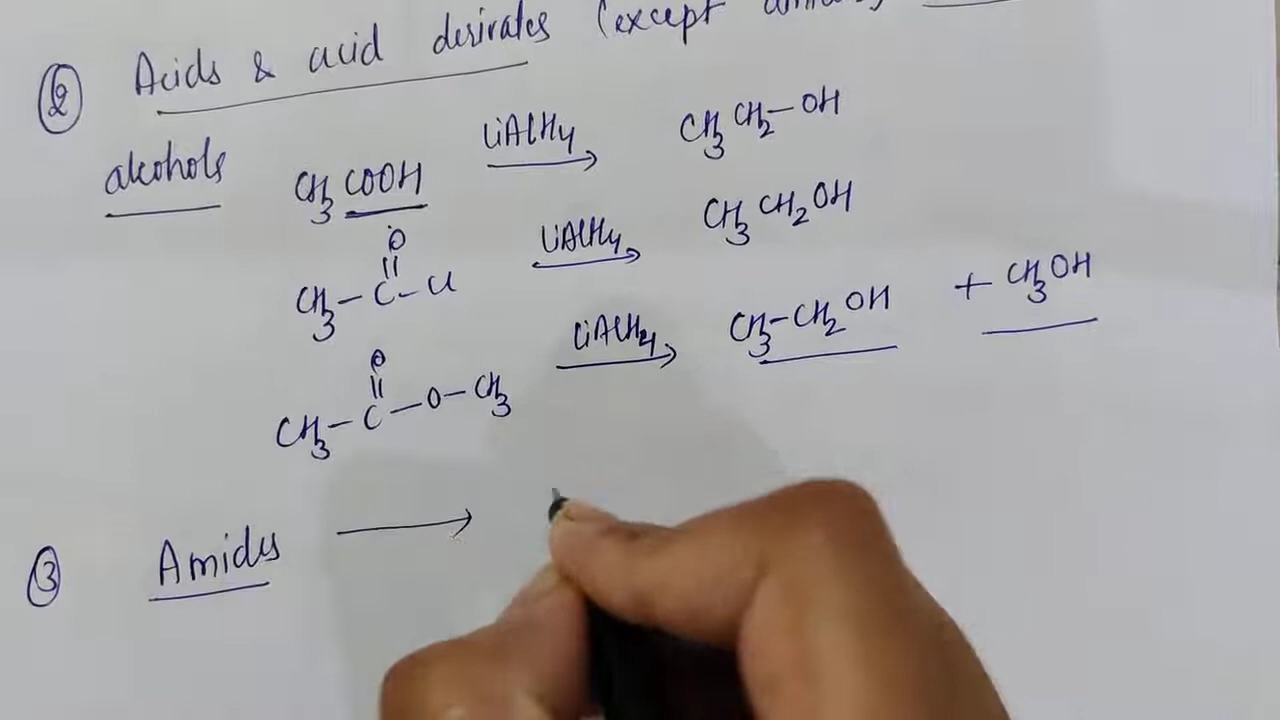 ② Acids & acid derivates (except
alcohols CH3COOH LiAlH4 → CH3CH2-OH
CH3-C(=O)-Cl LiAlH4 → CH3CH2OH
CH3-C(=O)-O-CH3 LiAlH4 → CH3-CH2OH + CH3OH
③ Amides →